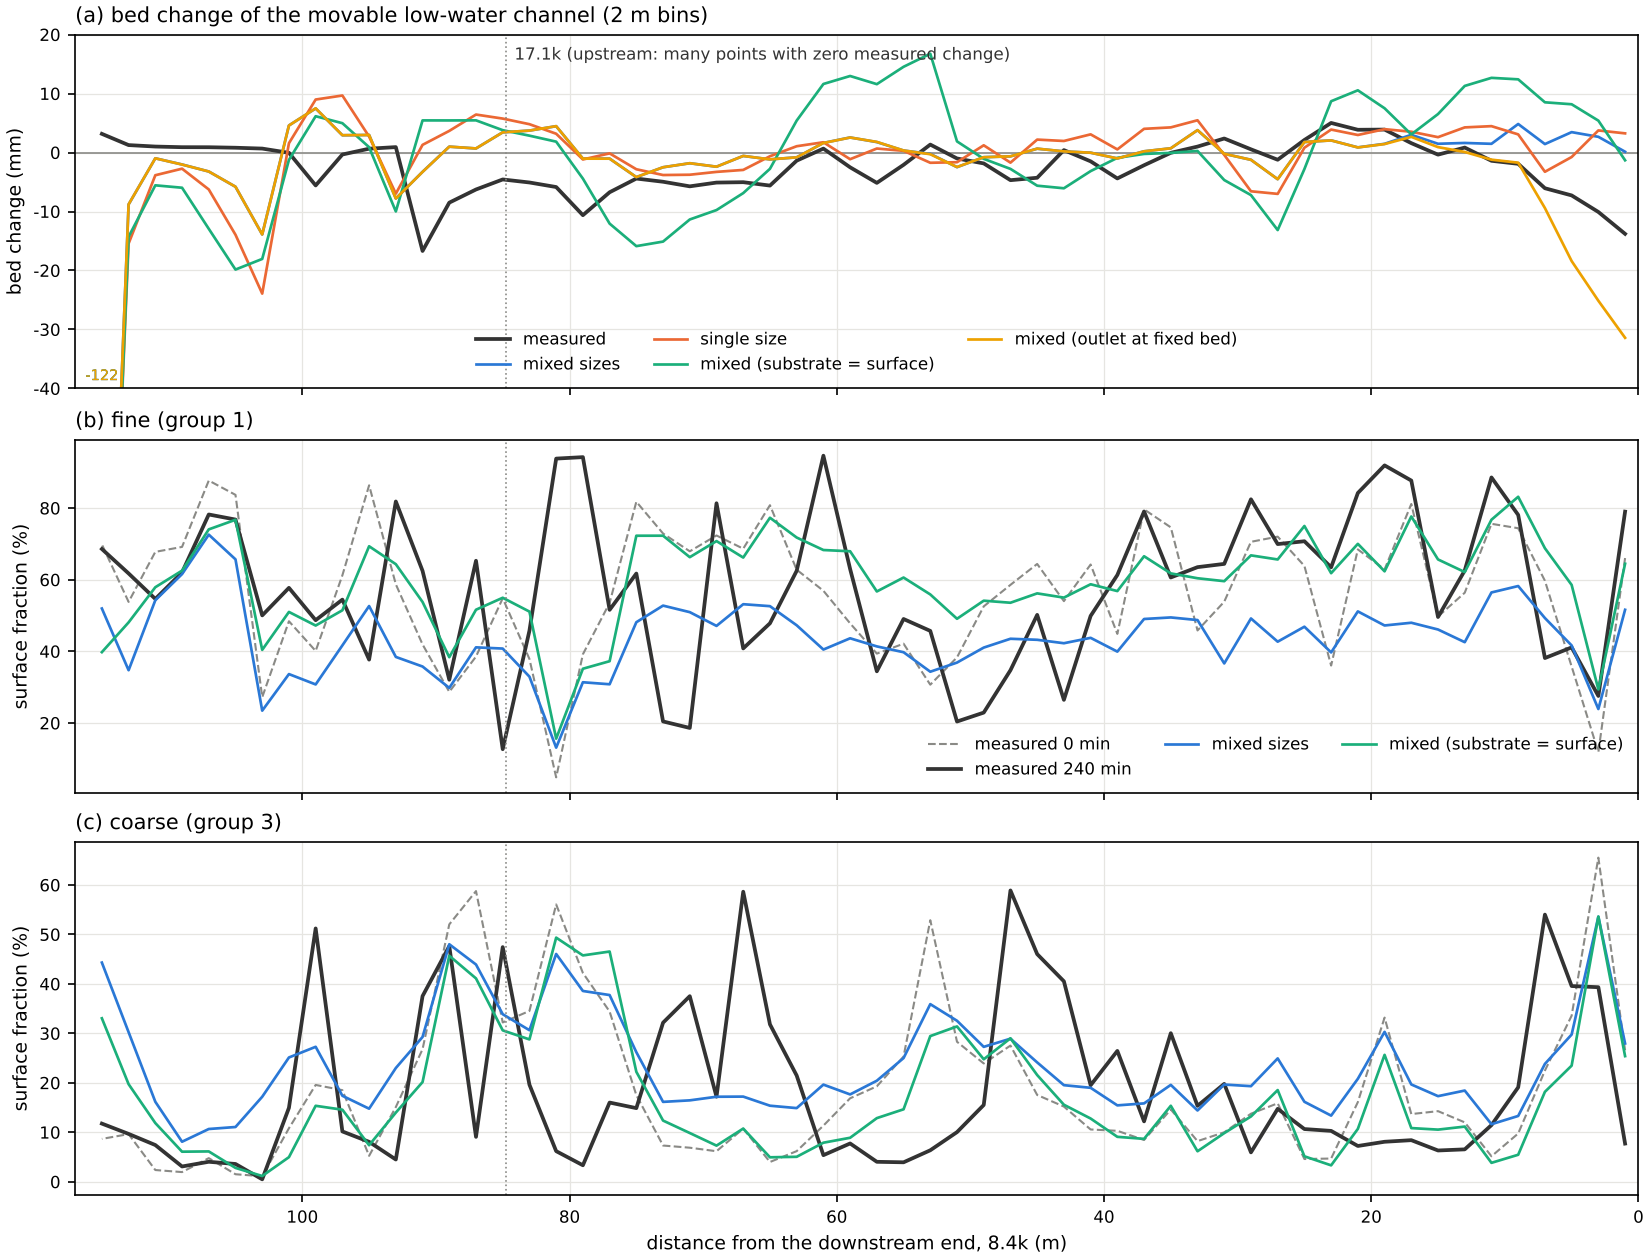 (a) bed change of the movable low-water channel (2 m bins)
17.1k (upstream: many points with zero measured change)
bed change (mm)
20
10
0
-10
-20
-30
-40
-122
measured
single size
mixed (outlet at fixed bed)
mixed sizes
mixed (substrate = surface)
(b) fine (group 1)
surface fraction (%)
80
60
40
20
measured 0 min
mixed sizes
mixed (substrate = surface)
measured 240 min
(c) coarse (group 3)
surface fraction (%)
60
50
40
30
20
10
0
100
80
60
40
20
0
distance from the downstream end, 8.4k (m)